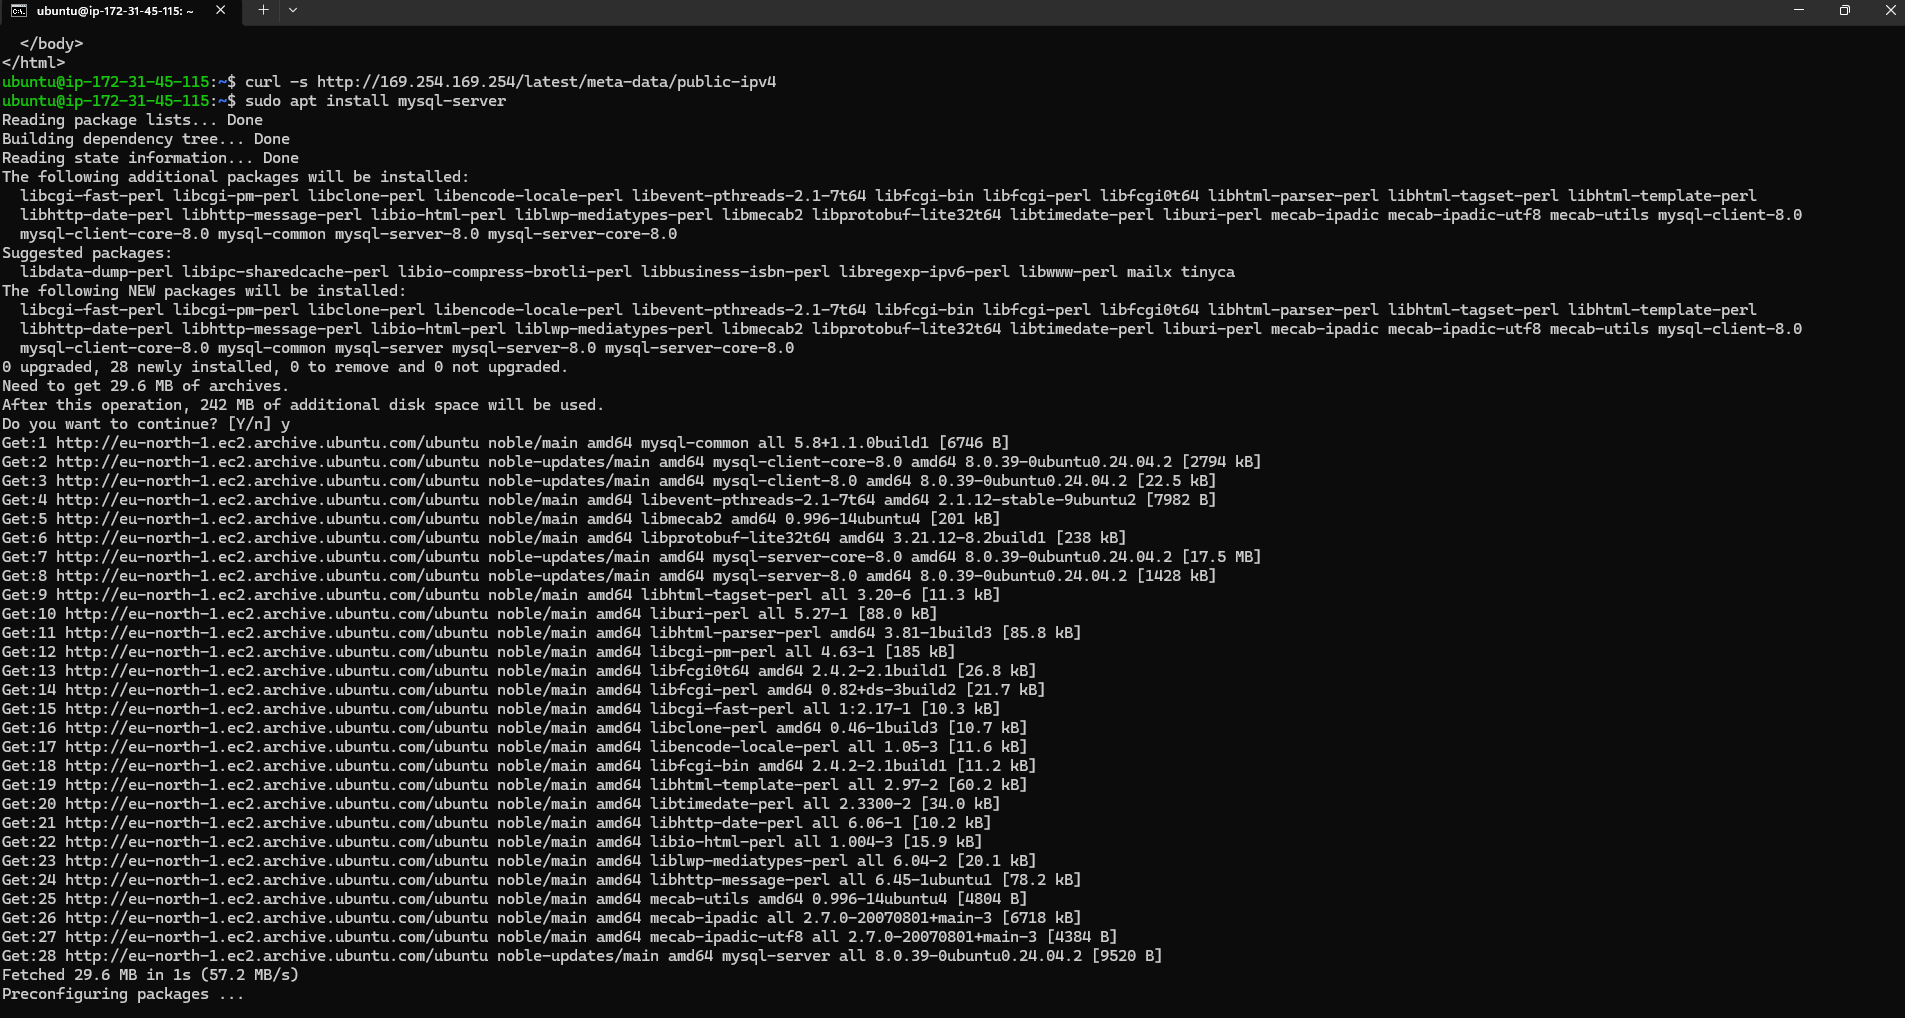 ubuntu@ip-172-31-45-115: ~
</body>
</html>
ubuntu@ip-172-31-45-115:~$ curl -s http://169.254.169.254/latest/meta-data/public-ipv4
ubuntu@ip-172-31-45-115:~$ sudo apt install mysql-server
Reading package lists... Done
Building dependency tree... Done
Reading state information... Done
The following additional packages will be installed:
  libcgi-fast-perl libcgi-pm-perl libclone-perl libencode-locale-perl libevent-pthreads-2.1-7t64 libfcgi-bin libfcgi-perl libfcgi0t64 libhtml-parser-perl libhtml-tagset-perl libhtml-template-perl
  libhttp-date-perl libhttp-message-perl libio-html-perl liblwp-mediatypes-perl libmecab2 libprotobuf-lite32t64 libtimedate-perl liburi-perl mecab-ipadic mecab-ipadic-utf8 mecab-utils mysql-client-8.0
  mysql-client-core-8.0 mysql-common mysql-server-8.0 mysql-server-core-8.0
Suggested packages:
  libdata-dump-perl libipc-sharedcache-perl libio-compress-brotli-perl libbusiness-isbn-perl libregexp-ipv6-perl libwww-perl mailx tinyca
The following NEW packages will be installed:
  libcgi-fast-perl libcgi-pm-perl libclone-perl libencode-locale-perl libevent-pthreads-2.1-7t64 libfcgi-bin libfcgi-perl libfcgi0t64 libhtml-parser-perl libhtml-tagset-perl libhtml-template-perl
  libhttp-date-perl libhttp-message-perl libio-html-perl liblwp-mediatypes-perl libmecab2 libprotobuf-lite32t64 libtimedate-perl liburi-perl mecab-ipadic mecab-ipadic-utf8 mecab-utils mysql-client-8.0
  mysql-client-core-8.0 mysql-common mysql-server mysql-server-8.0 mysql-server-core-8.0
0 upgraded, 28 newly installed, 0 to remove and 0 not upgraded.
Need to get 29.6 MB of archives.
After this operation, 242 MB of additional disk space will be used.
Do you want to continue? [Y/n] y
Get:1 http://eu-north-1.ec2.archive.ubuntu.com/ubuntu noble/main amd64 mysql-common all 5.8+1.1.0build1 [6746 B]
Get:2 http://eu-north-1.ec2.archive.ubuntu.com/ubuntu noble-updates/main amd64 mysql-client-core-8.0 amd64 8.0.39-0ubuntu0.24.04.2 [2794 kB]
Get:3 http://eu-north-1.ec2.archive.ubuntu.com/ubuntu noble-updates/main amd64 mysql-client-8.0 amd64 8.0.39-0ubuntu0.24.04.2 [22.5 kB]
Get:4 http://eu-north-1.ec2.archive.ubuntu.com/ubuntu noble/main amd64 libevent-pthreads-2.1-7t64 amd64 2.1.12-stable-9ubuntu2 [7982 B]
Get:5 http://eu-north-1.ec2.archive.ubuntu.com/ubuntu noble/main amd64 libmecab2 amd64 0.996-14ubuntu4 [201 kB]
Get:6 http://eu-north-1.ec2.archive.ubuntu.com/ubuntu noble/main amd64 libprotobuf-lite32t64 amd64 3.21.12-8.2build1 [238 kB]
Get:7 http://eu-north-1.ec2.archive.ubuntu.com/ubuntu noble-updates/main amd64 mysql-server-core-8.0 amd64 8.0.39-0ubuntu0.24.04.2 [17.5 MB]
Get:8 http://eu-north-1.ec2.archive.ubuntu.com/ubuntu noble-updates/main amd64 mysql-server-8.0 amd64 8.0.39-0ubuntu0.24.04.2 [1428 kB]
Get:9 http://eu-north-1.ec2.archive.ubuntu.com/ubuntu noble/main amd64 libhtml-tagset-perl all 3.20-6 [11.3 kB]
Get:10 http://eu-north-1.ec2.archive.ubuntu.com/ubuntu noble/main amd64 liburi-perl all 5.27-1 [88.0 kB]
Get:11 http://eu-north-1.ec2.archive.ubuntu.com/ubuntu noble/main amd64 libhtml-parser-perl amd64 3.81-1build3 [85.8 kB]
Get:12 http://eu-north-1.ec2.archive.ubuntu.com/ubuntu noble/main amd64 libcgi-pm-perl all 4.63-1 [185 kB]
Get:13 http://eu-north-1.ec2.archive.ubuntu.com/ubuntu noble/main amd64 libfcgi0t64 amd64 2.4.2-2.1build1 [26.8 kB]
Get:14 http://eu-north-1.ec2.archive.ubuntu.com/ubuntu noble/main amd64 libfcgi-perl amd64 0.82+ds-3build2 [21.7 kB]
Get:15 http://eu-north-1.ec2.archive.ubuntu.com/ubuntu noble/main amd64 libcgi-fast-perl all 1:2.17-1 [10.3 kB]
Get:16 http://eu-north-1.ec2.archive.ubuntu.com/ubuntu noble/main amd64 libclone-perl amd64 0.46-1build3 [10.7 kB]
Get:17 http://eu-north-1.ec2.archive.ubuntu.com/ubuntu noble/main amd64 libencode-locale-perl all 1.05-3 [11.6 kB]
Get:18 http://eu-north-1.ec2.archive.ubuntu.com/ubuntu noble/main amd64 libfcgi-bin amd64 2.4.2-2.1build1 [11.2 kB]
Get:19 http://eu-north-1.ec2.archive.ubuntu.com/ubuntu noble/main amd64 libhtml-template-perl all 2.97-2 [60.2 kB]
Get:20 http://eu-north-1.ec2.archive.ubuntu.com/ubuntu noble/main amd64 libtimedate-perl all 2.3300-2 [34.0 kB]
Get:21 http://eu-north-1.ec2.archive.ubuntu.com/ubuntu noble/main amd64 libhttp-date-perl all 6.06-1 [10.2 kB]
Get:22 http://eu-north-1.ec2.archive.ubuntu.com/ubuntu noble/main amd64 libio-html-perl all 1.004-3 [15.9 kB]
Get:23 http://eu-north-1.ec2.archive.ubuntu.com/ubuntu noble/main amd64 liblwp-mediatypes-perl all 6.04-2 [20.1 kB]
Get:24 http://eu-north-1.ec2.archive.ubuntu.com/ubuntu noble/main amd64 libhttp-message-perl all 6.45-1ubuntu1 [78.2 kB]
Get:25 http://eu-north-1.ec2.archive.ubuntu.com/ubuntu noble/main amd64 mecab-utils amd64 0.996-14ubuntu4 [4804 B]
Get:26 http://eu-north-1.ec2.archive.ubuntu.com/ubuntu noble/main amd64 mecab-ipadic all 2.7.0-20070801+main-3 [6718 kB]
Get:27 http://eu-north-1.ec2.archive.ubuntu.com/ubuntu noble/main amd64 mecab-ipadic-utf8 all 2.7.0-20070801+main-3 [4384 B]
Get:28 http://eu-north-1.ec2.archive.ubuntu.com/ubuntu noble-updates/main amd64 mysql-server all 8.0.39-0ubuntu0.24.04.2 [9520 B]
Fetched 29.6 MB in 1s (57.2 MB/s)
Preconfiguring packages ...